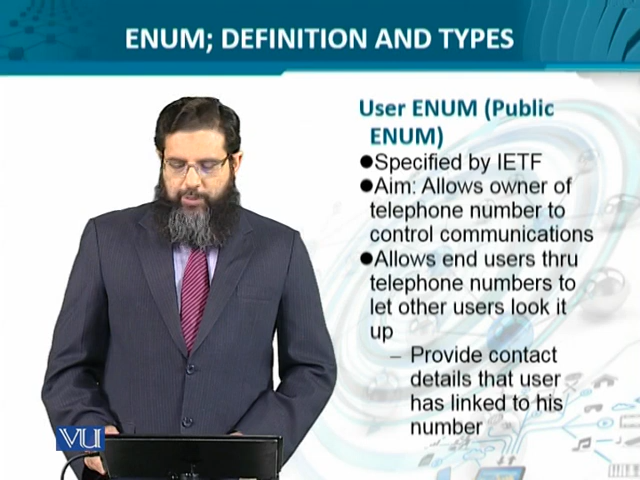 ENUM; DEFINITION AND TYPES
User ENUM (Public
ENUM)
●Specified by IETF
●Aim: Allows owner of
telephone number to
control communications
●Allows end users thru
telephone numbers to
let other users look it
up
– Provide contact
details that user
has linked to his
number
VU